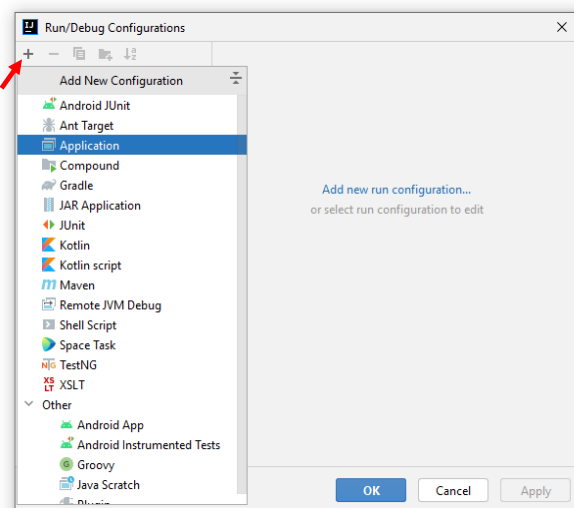 Run/Debug Configurations
Add New Configuration
Android JUnit
Ant Target
Application
Compound
Gradle
JAR Application
JUnit
Kotlin
Kotlin script
Maven
Remote JVM Debug
Shell Script
Space Task
TestNG
XSLT
Other
Android App
Android Instrumented Tests
Groovy
Java Scratch
Plugin
Add new run configuration...
or select run configuration to edit
OK
Cancel
Apply